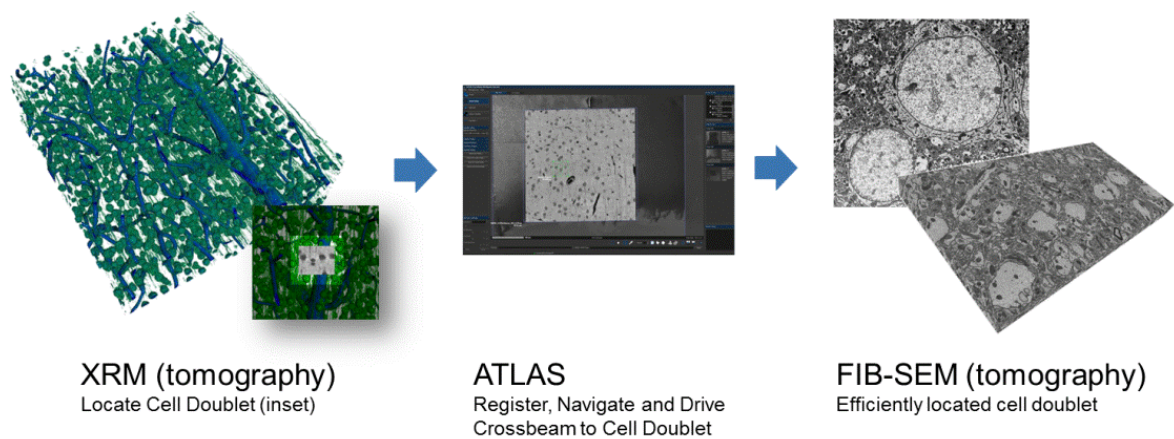 XRM (tomography)
Locate Cell Doublet (inset)
ATLAS
Register, Navigate and Drive
Crossbeam to Cell Doublet
FIB-SEM (tomography)
Efficiently located cell doublet